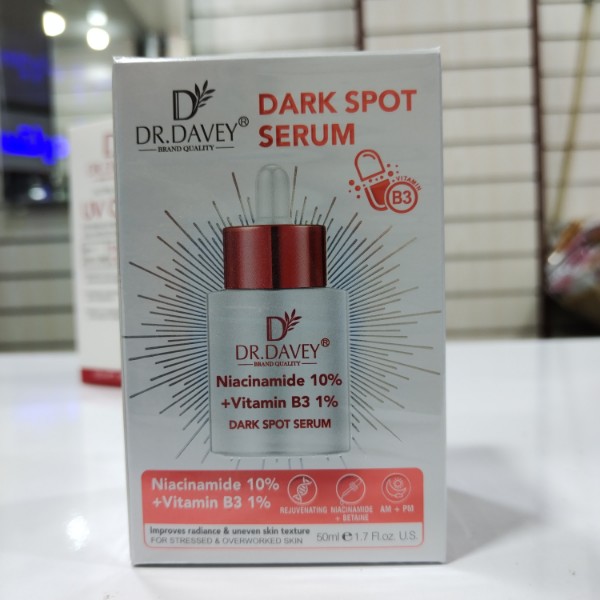 DR.DAVEY®
BRAND QUALITY
DARK SPOT
SERUM
VITAMIN
B3
DR.DAVEY®
BRAND QUALITY
Niacinamide 10%
+Vitamin B3 1%
DARK SPOT SERUM
Niacinamide 10%
+Vitamin B3 1%
REJUVENATING
NIACINAMIDE
+ BETAINE
AM + PM
Improves radiance & uneven skin texture
FOR STRESSED & OVERWORKED SKIN
50ml ℮ 1.7 Fl.oz. U.S.
UV